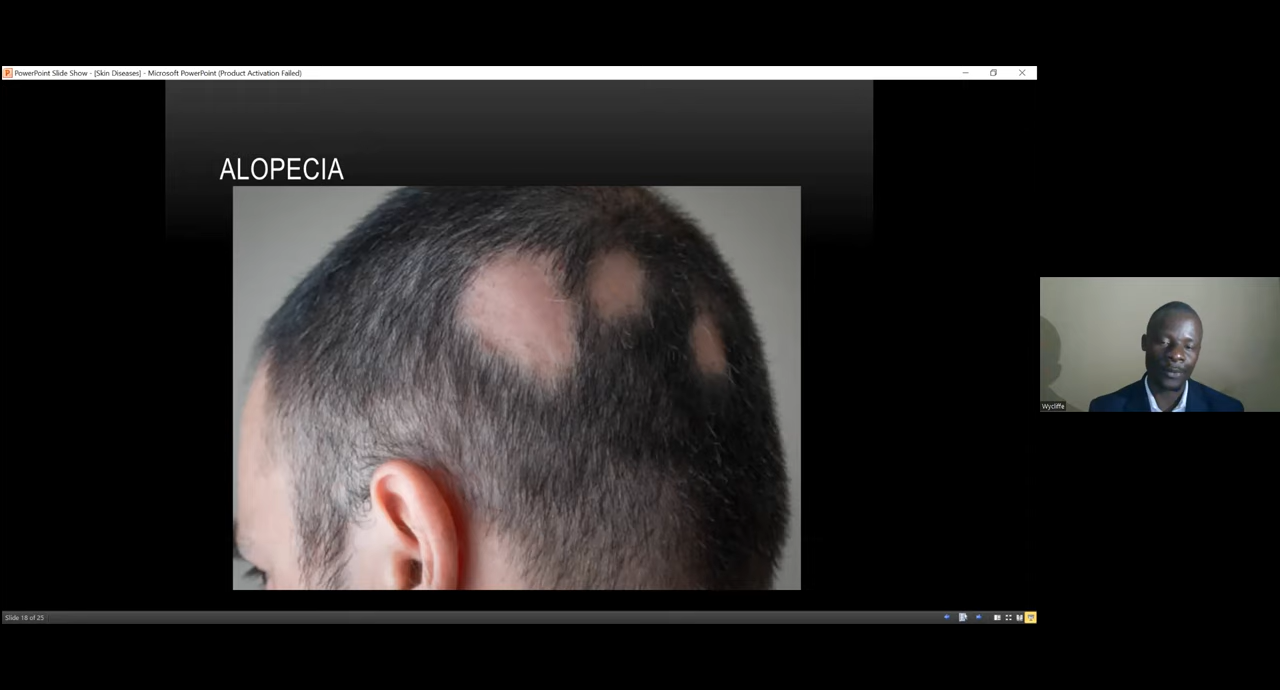 PowerPoint Slide Show - [Skin Diseases] - Microsoft PowerPoint (Product Activation Failed)
ALOPECIA
Wycliffe
Slide 18 of 25